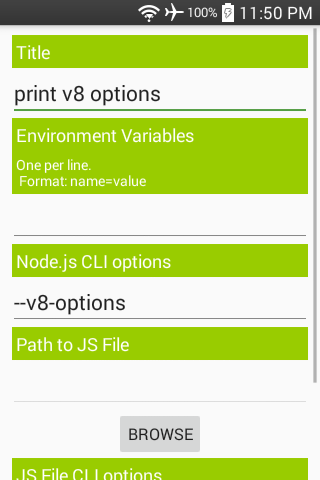 100% 11:50 PM
Title
print v8 options
Environment Variables
One per line.
Format: name=value
Node.js CLI options
--v8-options
Path to JS File
BROWSE
JS File CLI options